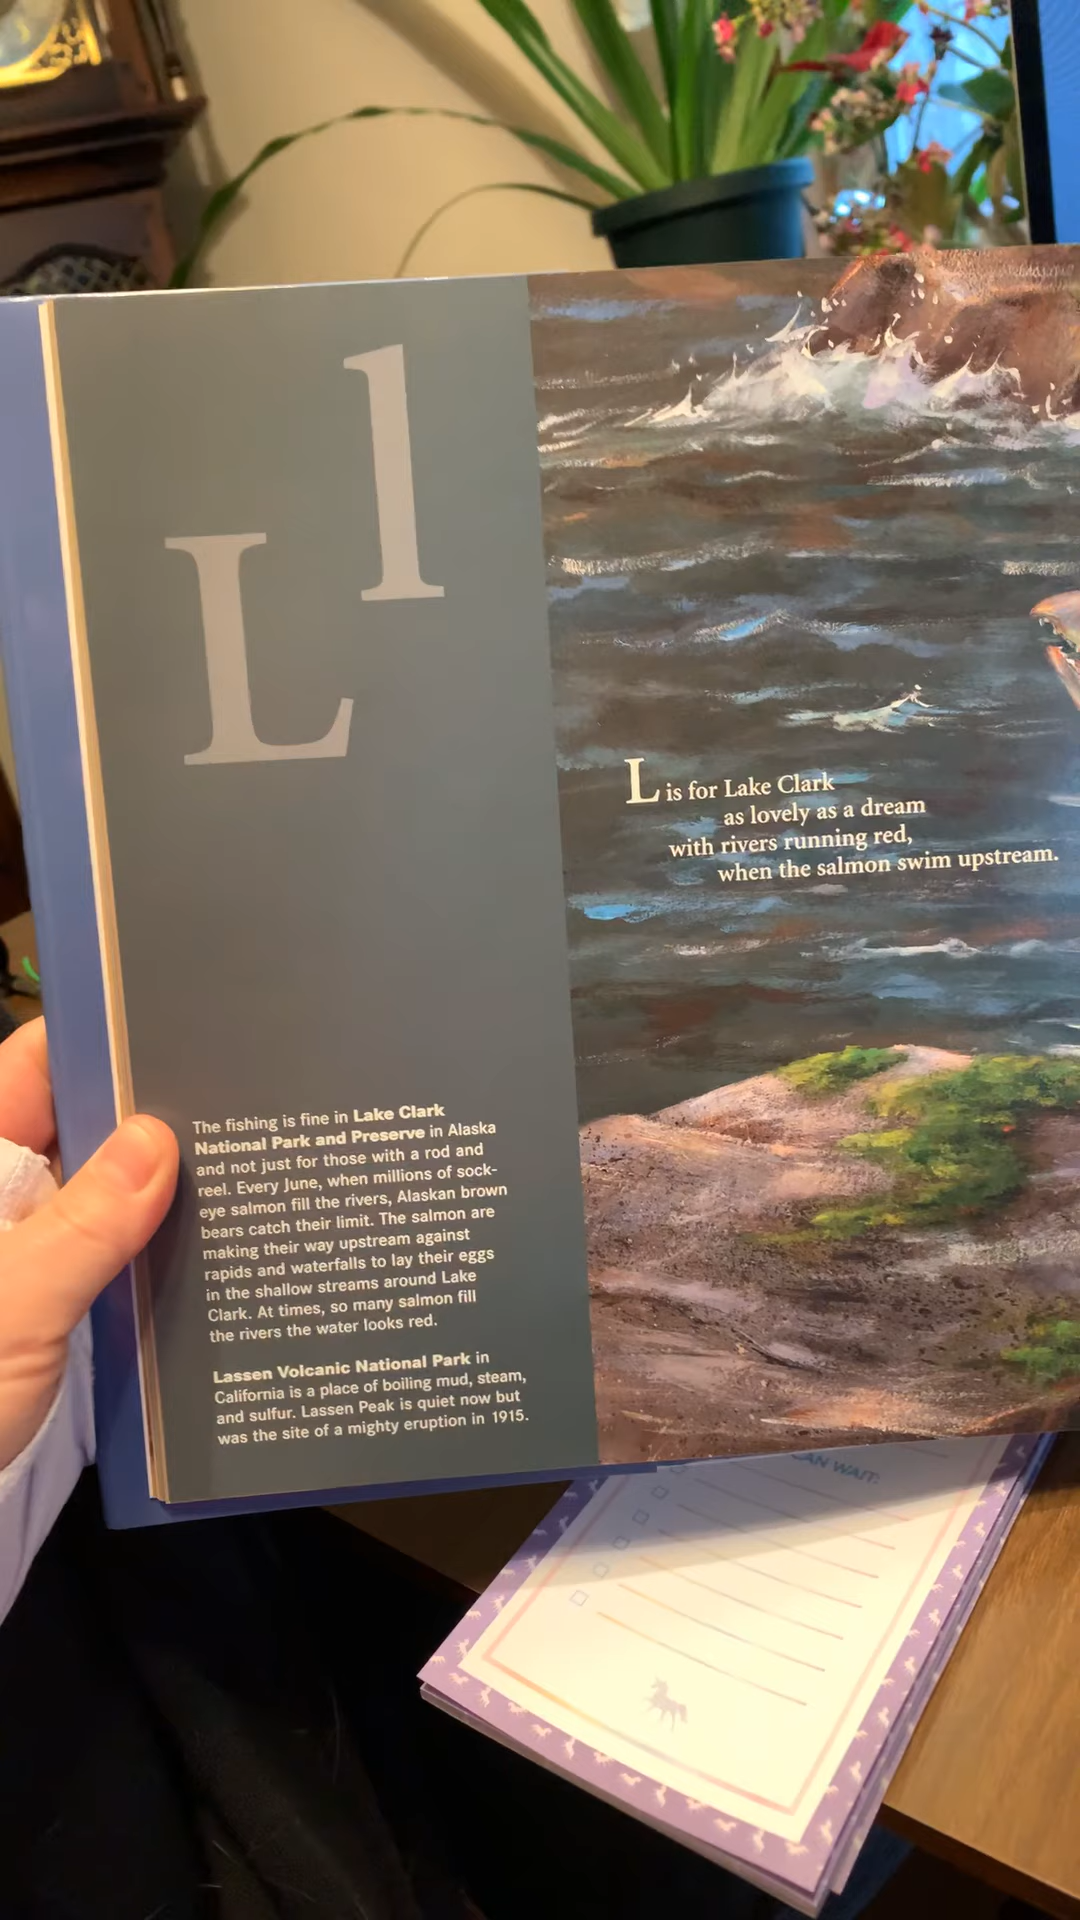 l
L
L is for Lake Clark
as lovely as a dream
with rivers running red,
when the salmon swim upstream.
The fishing is fine in Lake Clark
National Park and Preserve in Alaska
and not just for those with a rod and
reel. Every June, when millions of sock-
eye salmon fill the rivers, Alaskan brown
bears catch their limit. The salmon are
making their way upstream against
rapids and waterfalls to lay their eggs
in the shallow streams around Lake
Clark. At times, so many salmon fill
the rivers the water looks red.
Lassen Volcanic National Park in
California is a place of boiling mud, steam,
and sulfur. Lassen Peak is quiet now but
was the site of a mighty eruption in 1915.
CAN WAIT: